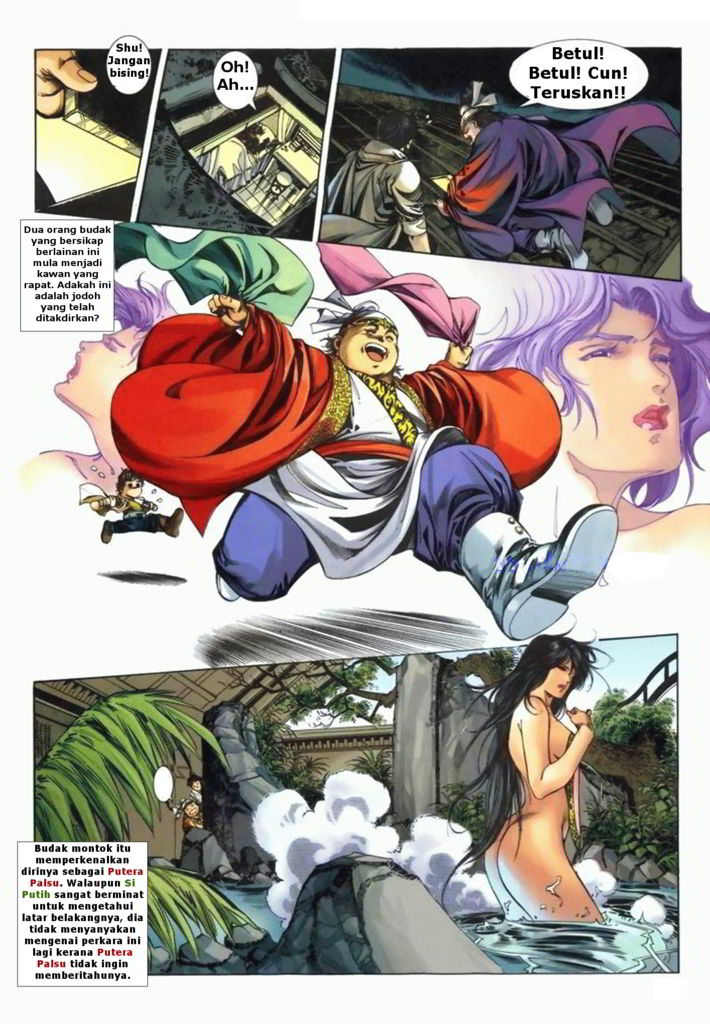 Shu!
Jangan
bising!
Oh!
Ah...
Betul!
Betul! Cun!
Teruskan!!
Dua orang budak
yang bersikap
berlainan ini
mula menjadi
kawan yang
rapat. Adakah ini
adalah jodoh
yang telah
ditakdirkan?
Budak montok itu
memperkenalkan
dirinya sebagai Putera
Palsu. Walaupun Si
Putih sangat berminat
untuk mengetahui
latar belakangnya, dia
tidak menyanyakan
mengenai perkara ini
lagi kerana Putera
Palsu tidak ingin
memberitahunya.